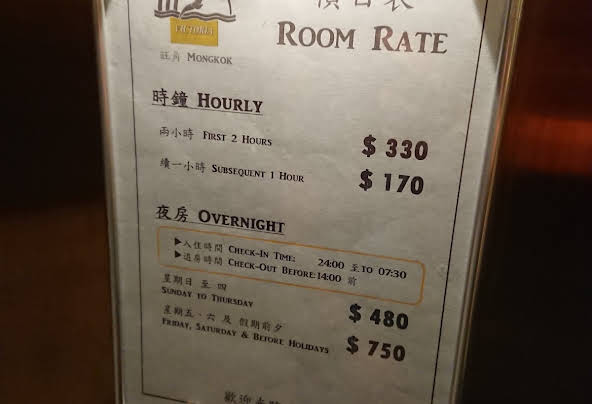 VICTORIA
價目表
ROOM RATE
旺角 MONGKOK
時鐘 HOURLY
兩小時 FIRST 2 HOURS $ 330
續一小時 SUBSEQUENT 1 HOUR $ 170
夜房 OVERNIGHT
▶入住時間 CHECK-IN TIME: 24:00 至TO 07:30
▶退房時間 CHECK-OUT BEFORE:14:00 前
星期日 至 四
SUNDAY TO THURSDAY $ 480
星期五、六 及 假期前夕
FRIDAY, SATURDAY & BEFORE HOLIDAYS $ 750
歡迎